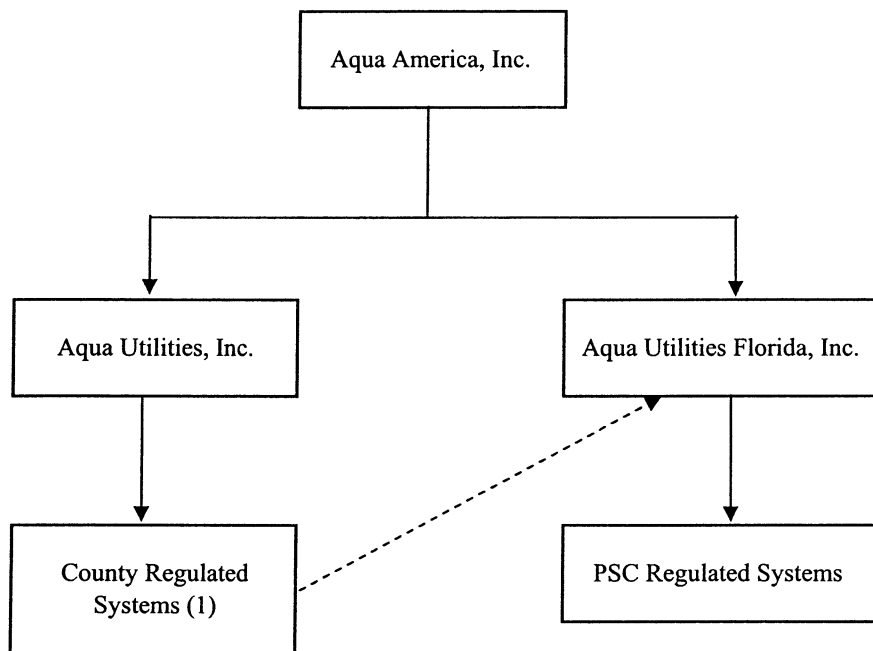 Aqua America, Inc.
Aqua Utilities, Inc.
Aqua Utilities Florida, Inc.
County Regulated
Systems (1)
PSC Regulated Systems